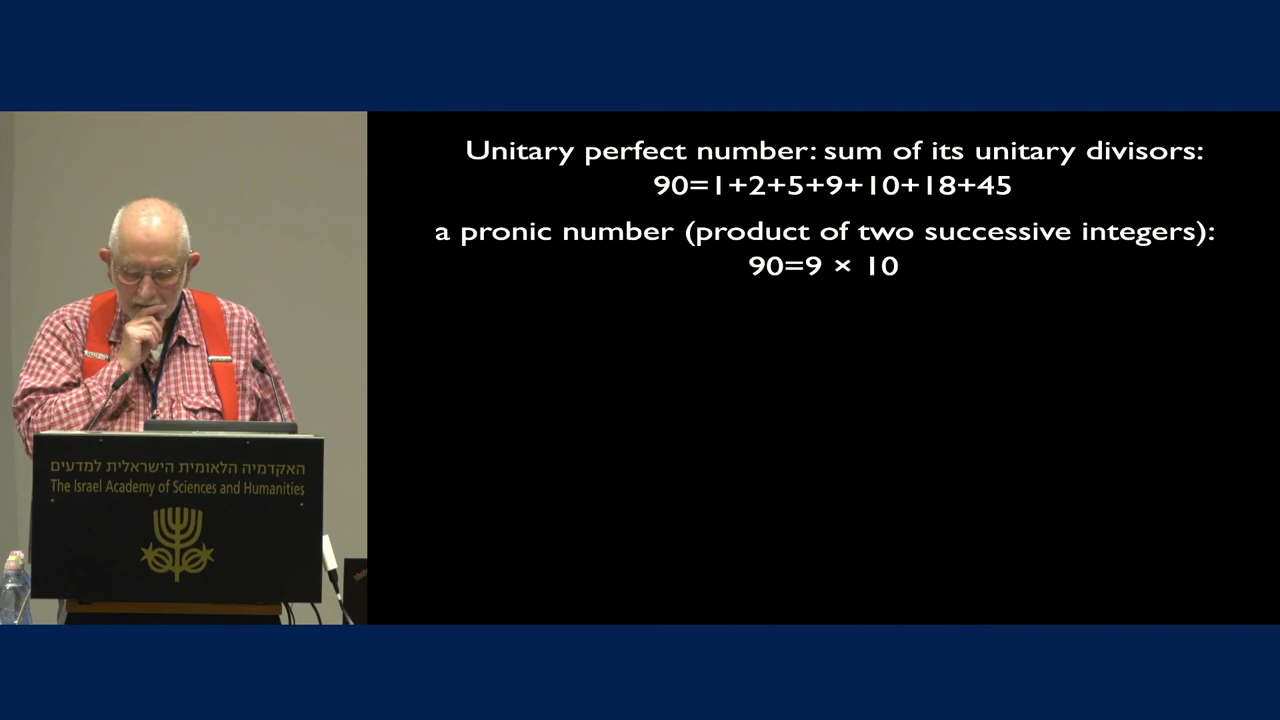 Unitary perfect number: sum of its unitary divisors:
90=1+2+5+9+10+18+45
a pronic number (product of two successive integers):
90=9 × 10
האקדמיה הלאומית הישראלית למדעים
The Israel Academy of Sciences and Humanities